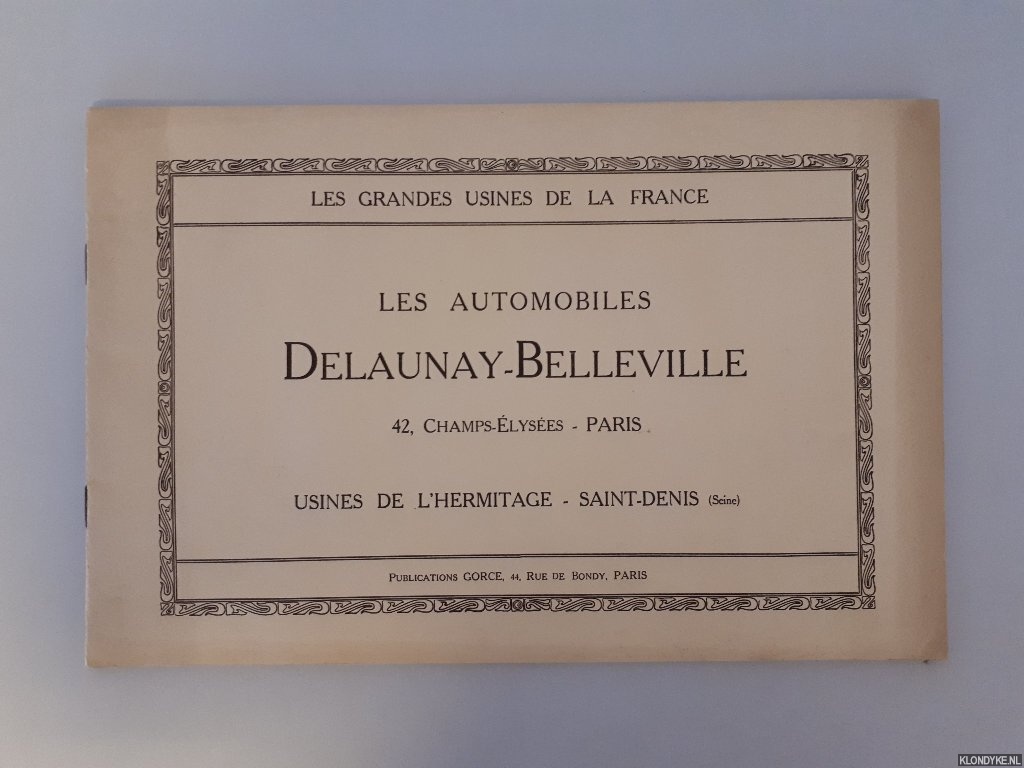 LES GRANDES USINES DE LA FRANCE
LES AUTOMOBILES
DELAUNAY-BELLEVILLE
42, CHAMPS-ÉLYSÉES - PARIS
USINES DE L'HERMITAGE - SAINT-DENIS (Seine)
PUBLICATIONS GORCE, 44, RUE DE BONDY, PARIS
KLONDYKE.NL